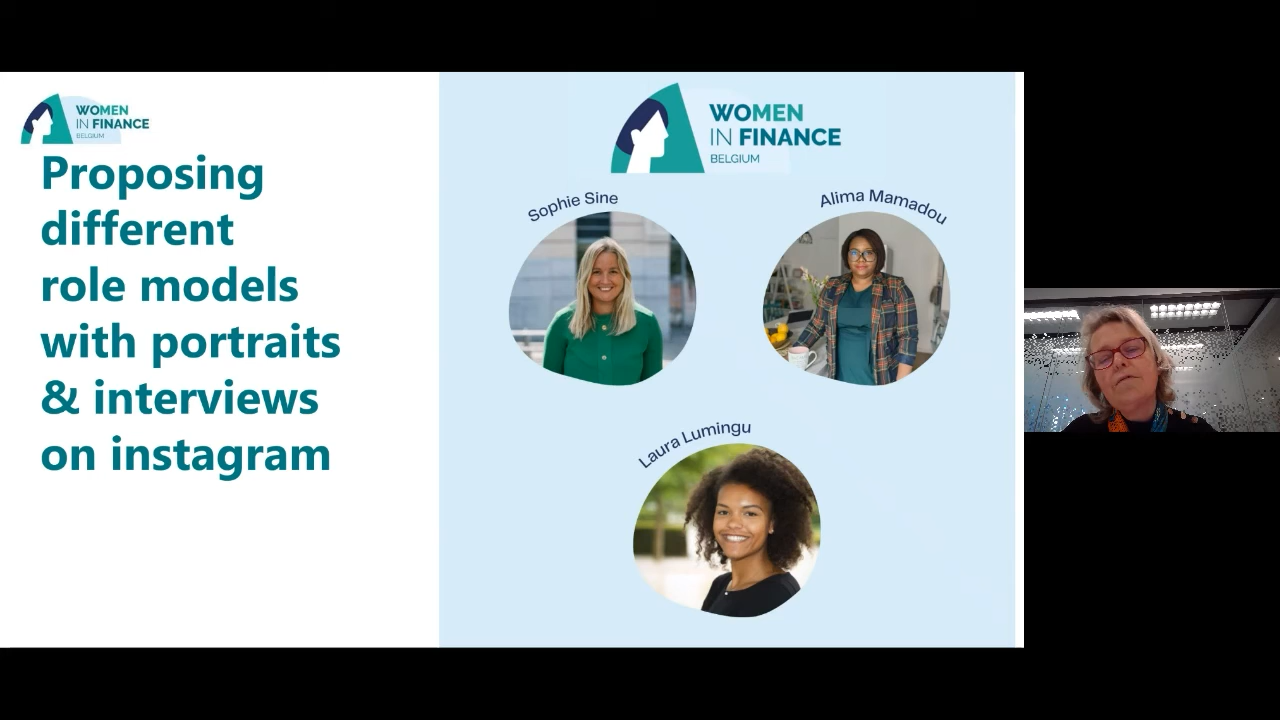 WOMEN
IN FINANCE
BELGIUM
Proposing
different
role models
with portraits
& interviews
on instagram
WOMEN
IN FINANCE
BELGIUM
Sophie Sine
Alima Mamadou
Laura Lumingu